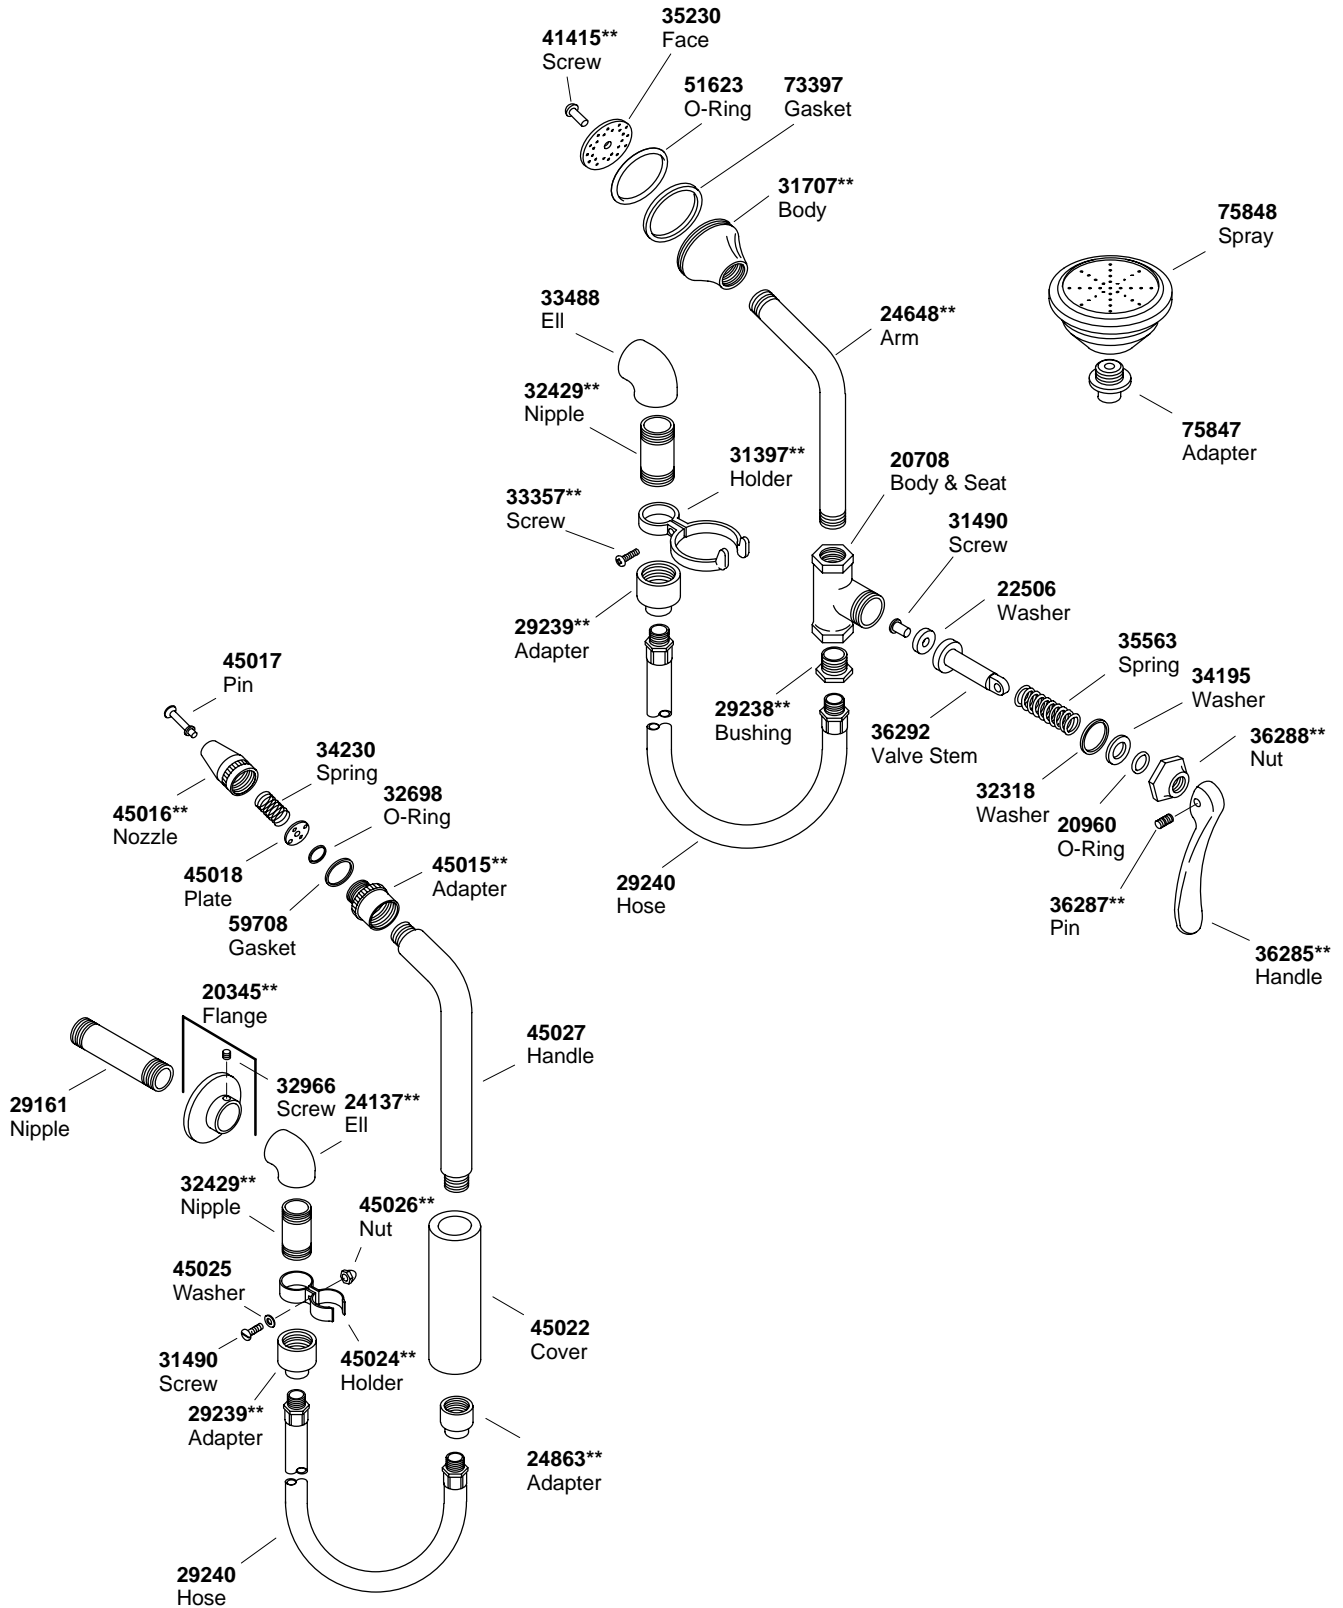 35230
Face
41415**
Screw
51623
O-Ring
73397
Gasket
31707**
Body
75848
Spray
33488
Ell
24648**
Arm
32429**
Nipple
75847
Adapter
31397**
Holder
20708
Body & Seat
33357**
Screw
31490
Screw
22506
Washer
29239**
Adapter
35563
Spring
45017
Pin
34195
Washer
29238**
Bushing
36292
Valve Stem
36288**
Nut
34230
Spring
32698
O-Ring
32318
Washer
45016**
Nozzle
20960
O-Ring
45018
Plate
45015**
Adapter
29240
Hose
36287**
Pin
59708
Gasket
36285**
Handle
20345**
Flange
45027
Handle
32966
Screw
24137**
Ell
29161
Nipple
32429**
Nipple
45026**
Nut
45025
Washer
45022
Cover
31490
Screw
45024**
Holder
29239**
Adapter
24863**
Adapter
29240
Hose